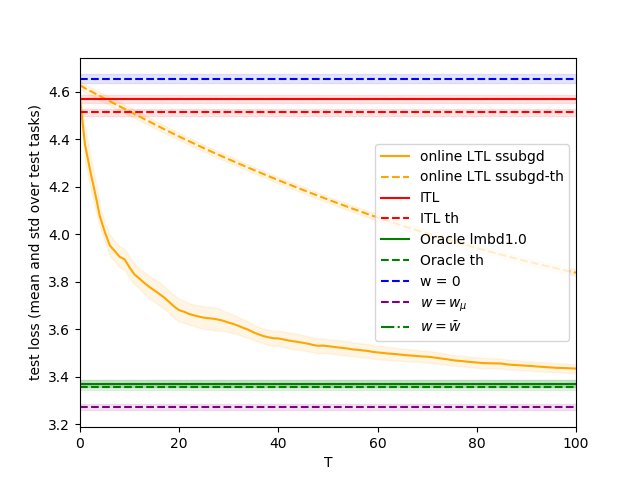 4.6
4.4
4.2
4.0
3.8
3.6
3.4
3.2
test loss (mean and std over test tasks)
online LTL ssubgd
online LTL ssubgd-th
ITL
ITL th
Oracle lmbd1.0
Oracle th
w = 0
w = w_μ
w = w̄
0 20 40 60 80 100
T